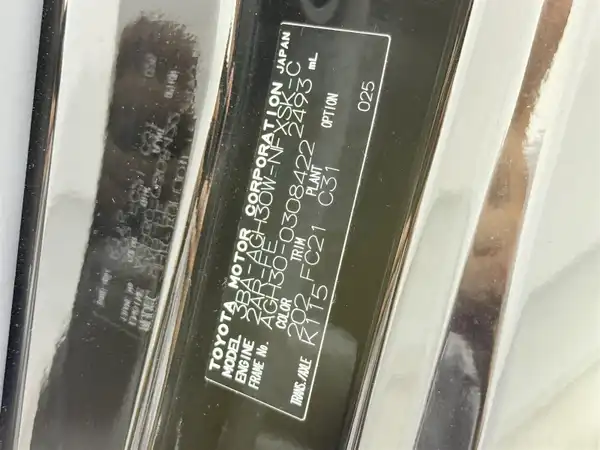 TOYOTA MOTOR CORPORATION JAPAN
MODEL 3BA-AGH30W-NFXSK-C
ENGINE 2AR-FE 2493 mL
FRAME No. AGH30-0308422
COLOR TRIM PLANT OPTION
202 FC21 C31 025
TRANS./AXLE K115